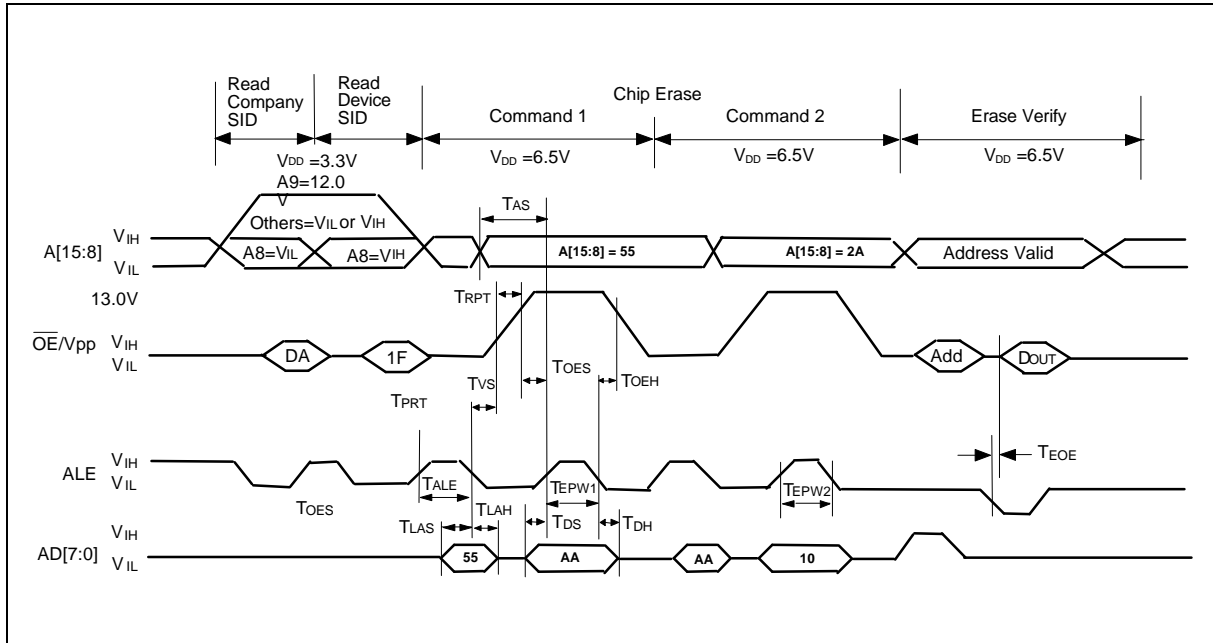 Read Company SID
Read Device SID
Chip Erase
Command 1
Command 2
Erase Verify
VDD =3.3V
VDD =6.5V
VDD =6.5V
VDD =6.5V
A9=12.0 V
Others=VIL or VIH
TAS
A[15:8]
VIH
VIL
A8=VIL
A8=VIH
A[15:8] = 55
A[15:8] = 2A
Address Valid
13.0V
TRPT
OE/Vpp
VIH
VIL
DA
1F
Add
DOUT
TOES
TOEH
TVS
TPRT
ALE
VIH
VIL
TEOE
TOES
TALE
TEPW1
TEPW2
TLAS
TLAH
TDS
TDH
AD[7:0]
VIH
VIL
55
AA
AA
10